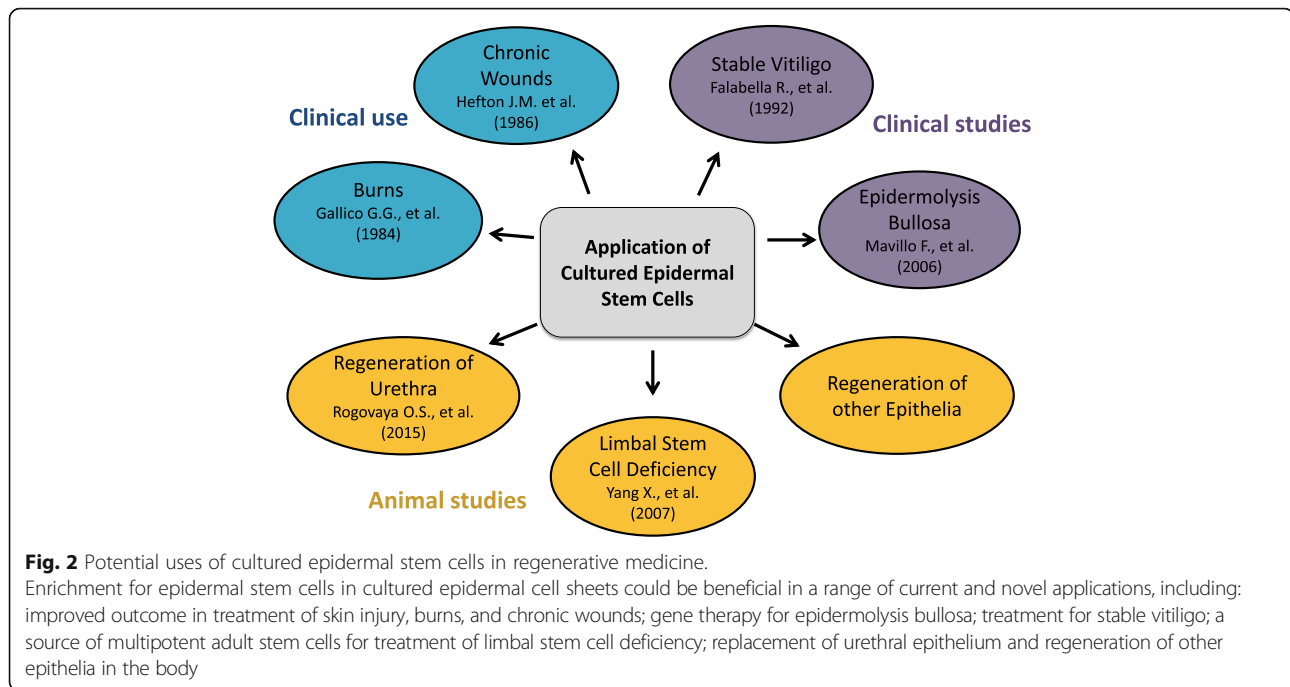 Chronic
Wounds
Hefton J.M. et al.
(1986)
Stable Vitiligo
Falabella R., et al.
(1992)
Clinical use
Clinical studies
Burns
Gallico G.G., et al.
(1984)
Epidermolysis
Bullosa
Mavillo F., et al.
(2006)
Application of
Cultured Epidermal
Stem Cells
Regeneration of
Urethra
Rogovaya O.S., et al.
(2015)
Regeneration of
other Epithelia
Limbal Stem
Cell Deficiency
Yang X., et al.
(2007)
Animal studies
Fig. 2 Potential uses of cultured epidermal stem cells in regenerative medicine.
Enrichment for epidermal stem cells in cultured epidermal cell sheets could be beneficial in a range of current and novel applications, including:
improved outcome in treatment of skin injury, burns, and chronic wounds; gene therapy for epidermolysis bullosa; treatment for stable vitiligo; a
source of multipotent adult stem cells for treatment of limbal stem cell deficiency; replacement of urethral epithelium and regeneration of other
epithelia in the body